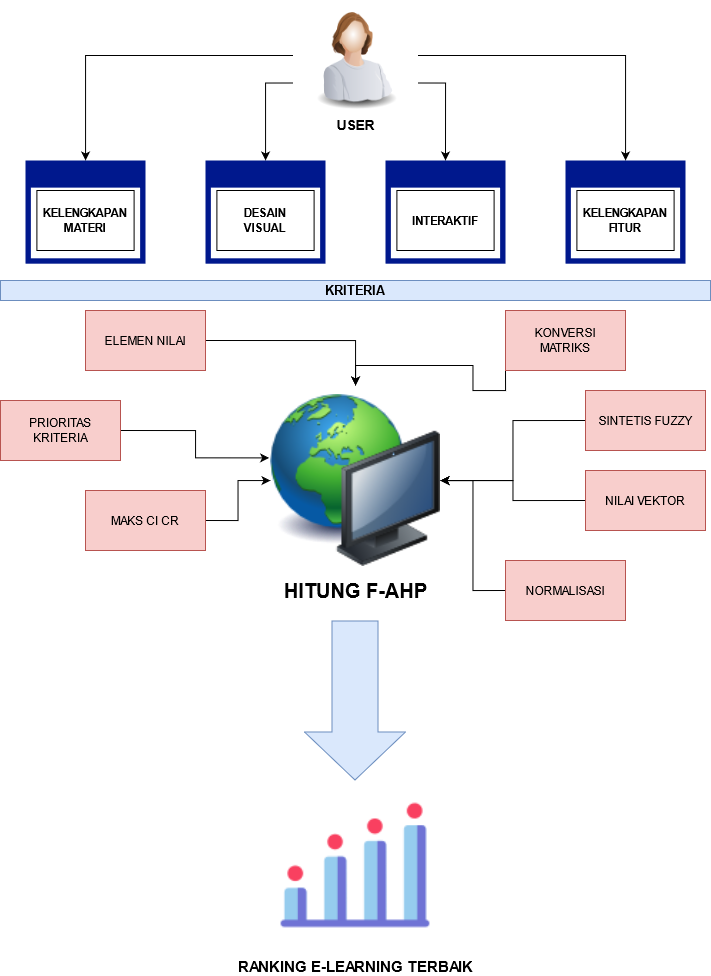 USER
KELENGKAPAN
MATERI
DESAIN
VISUAL
INTERAKTIF
KELENGKAPAN
FITUR
KRITERIA
ELEMEN NILAI
KONVERSI
MATRIKS
PRIORITAS
KRITERIA
SINTETIS FUZZY
MAKS CI CR
NILAI VEKTOR
NORMALISASI
HITUNG F-AHP
RANKING E-LEARNING TERBAIK